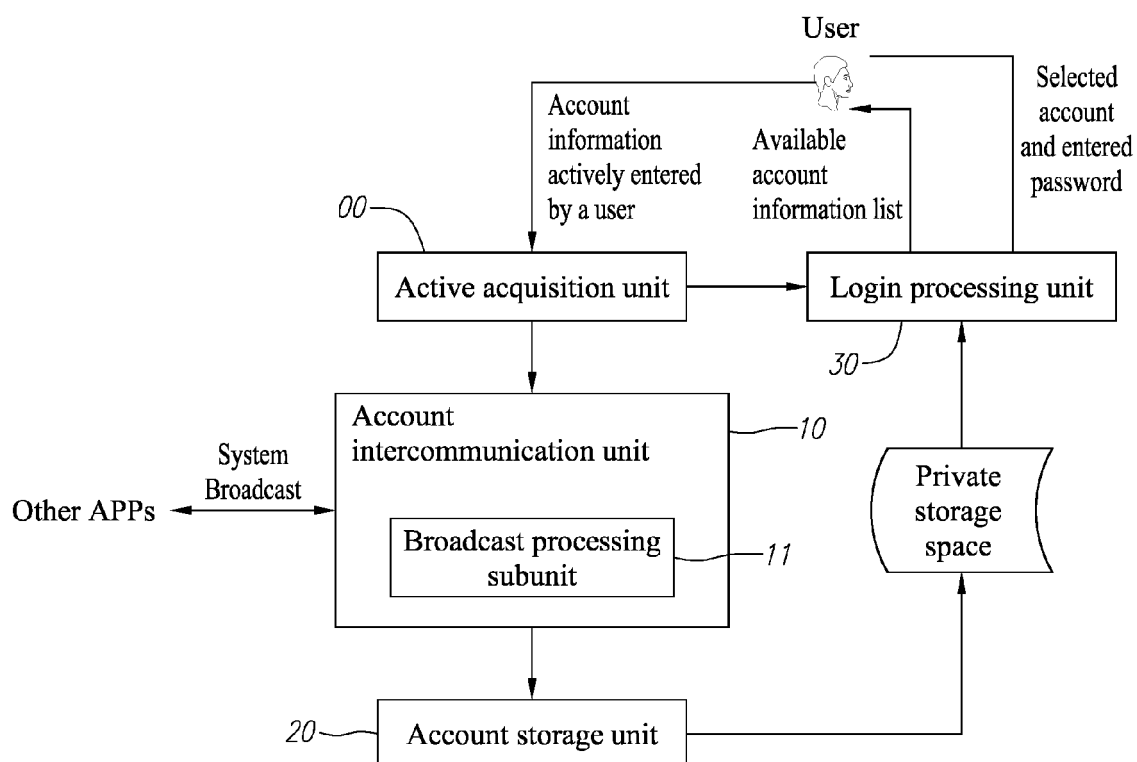 User
Account
information
actively entered
by a user
Available
account
information list
Selected
account
and entered
password
00
Active acquisition unit
Login processing unit
30
Account
intercommunication unit
10
System
Broadcast
Other APPs
Broadcast processing
subunit
11
Private
storage
space
20
Account storage unit